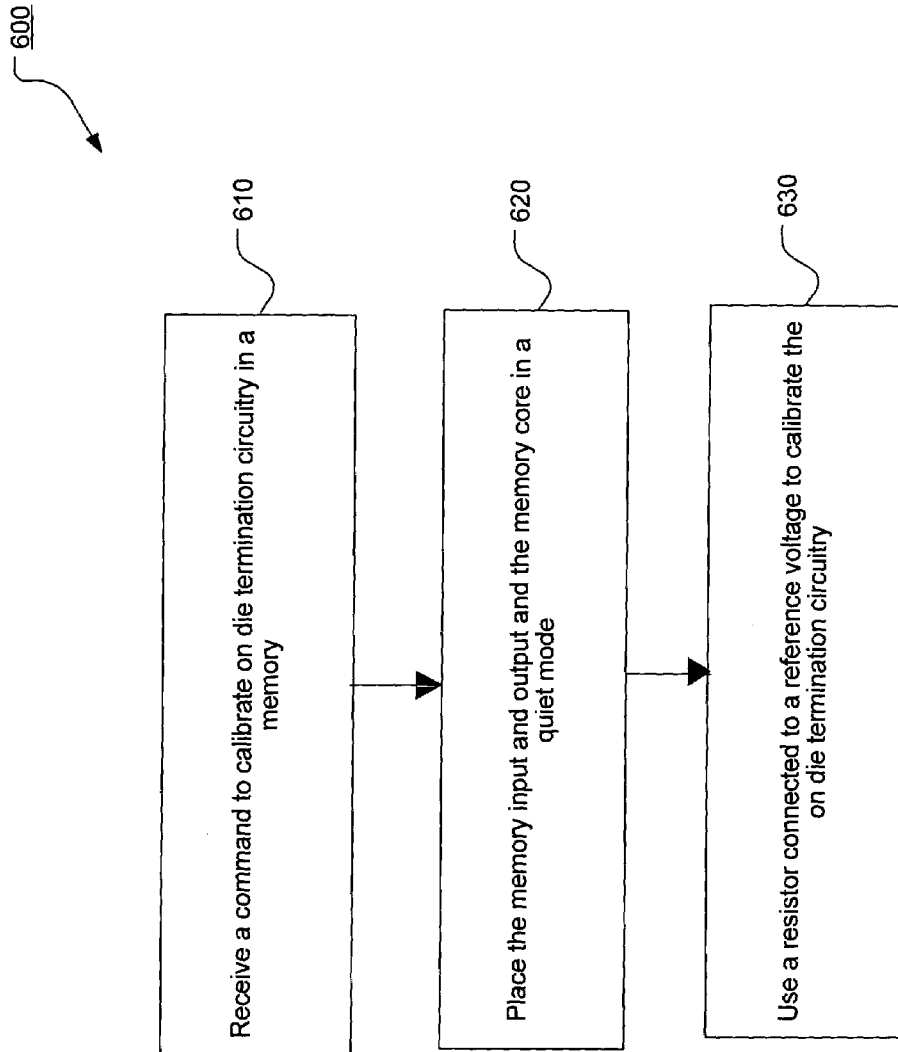 600
Receive a command to calibrate on die termination circuitry in a
memory
610
Place the memory input and output and the memory core in a
quiet mode
620
Use a resistor connected to a reference voltage to calibrate the
on die termination circuitry
630